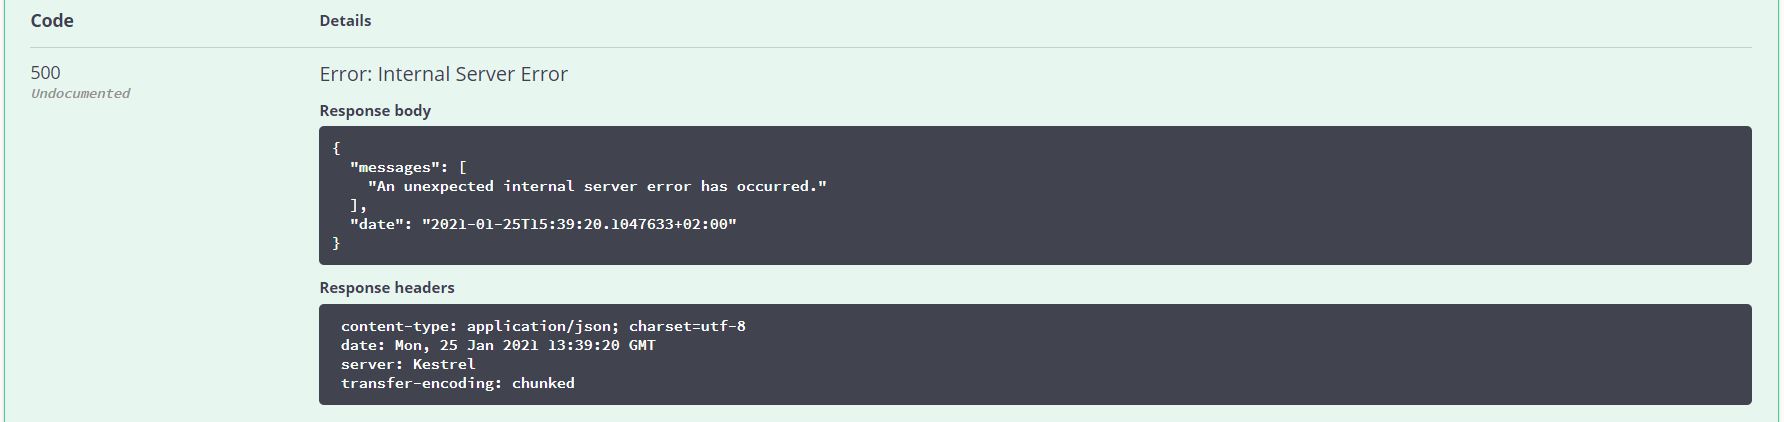 Code Details
500 Error: Internal Server Error
Undocumented
Response body
{
"messages": [
"An unexpected internal server error has occurred."
],
"date": "2021-01-25T15:39:20.1047633+02:00"
}
Response headers
content-type: application/json; charset=utf-8
date: Mon, 25 Jan 2021 13:39:20 GMT
server: Kestrel
transfer-encoding: chunked